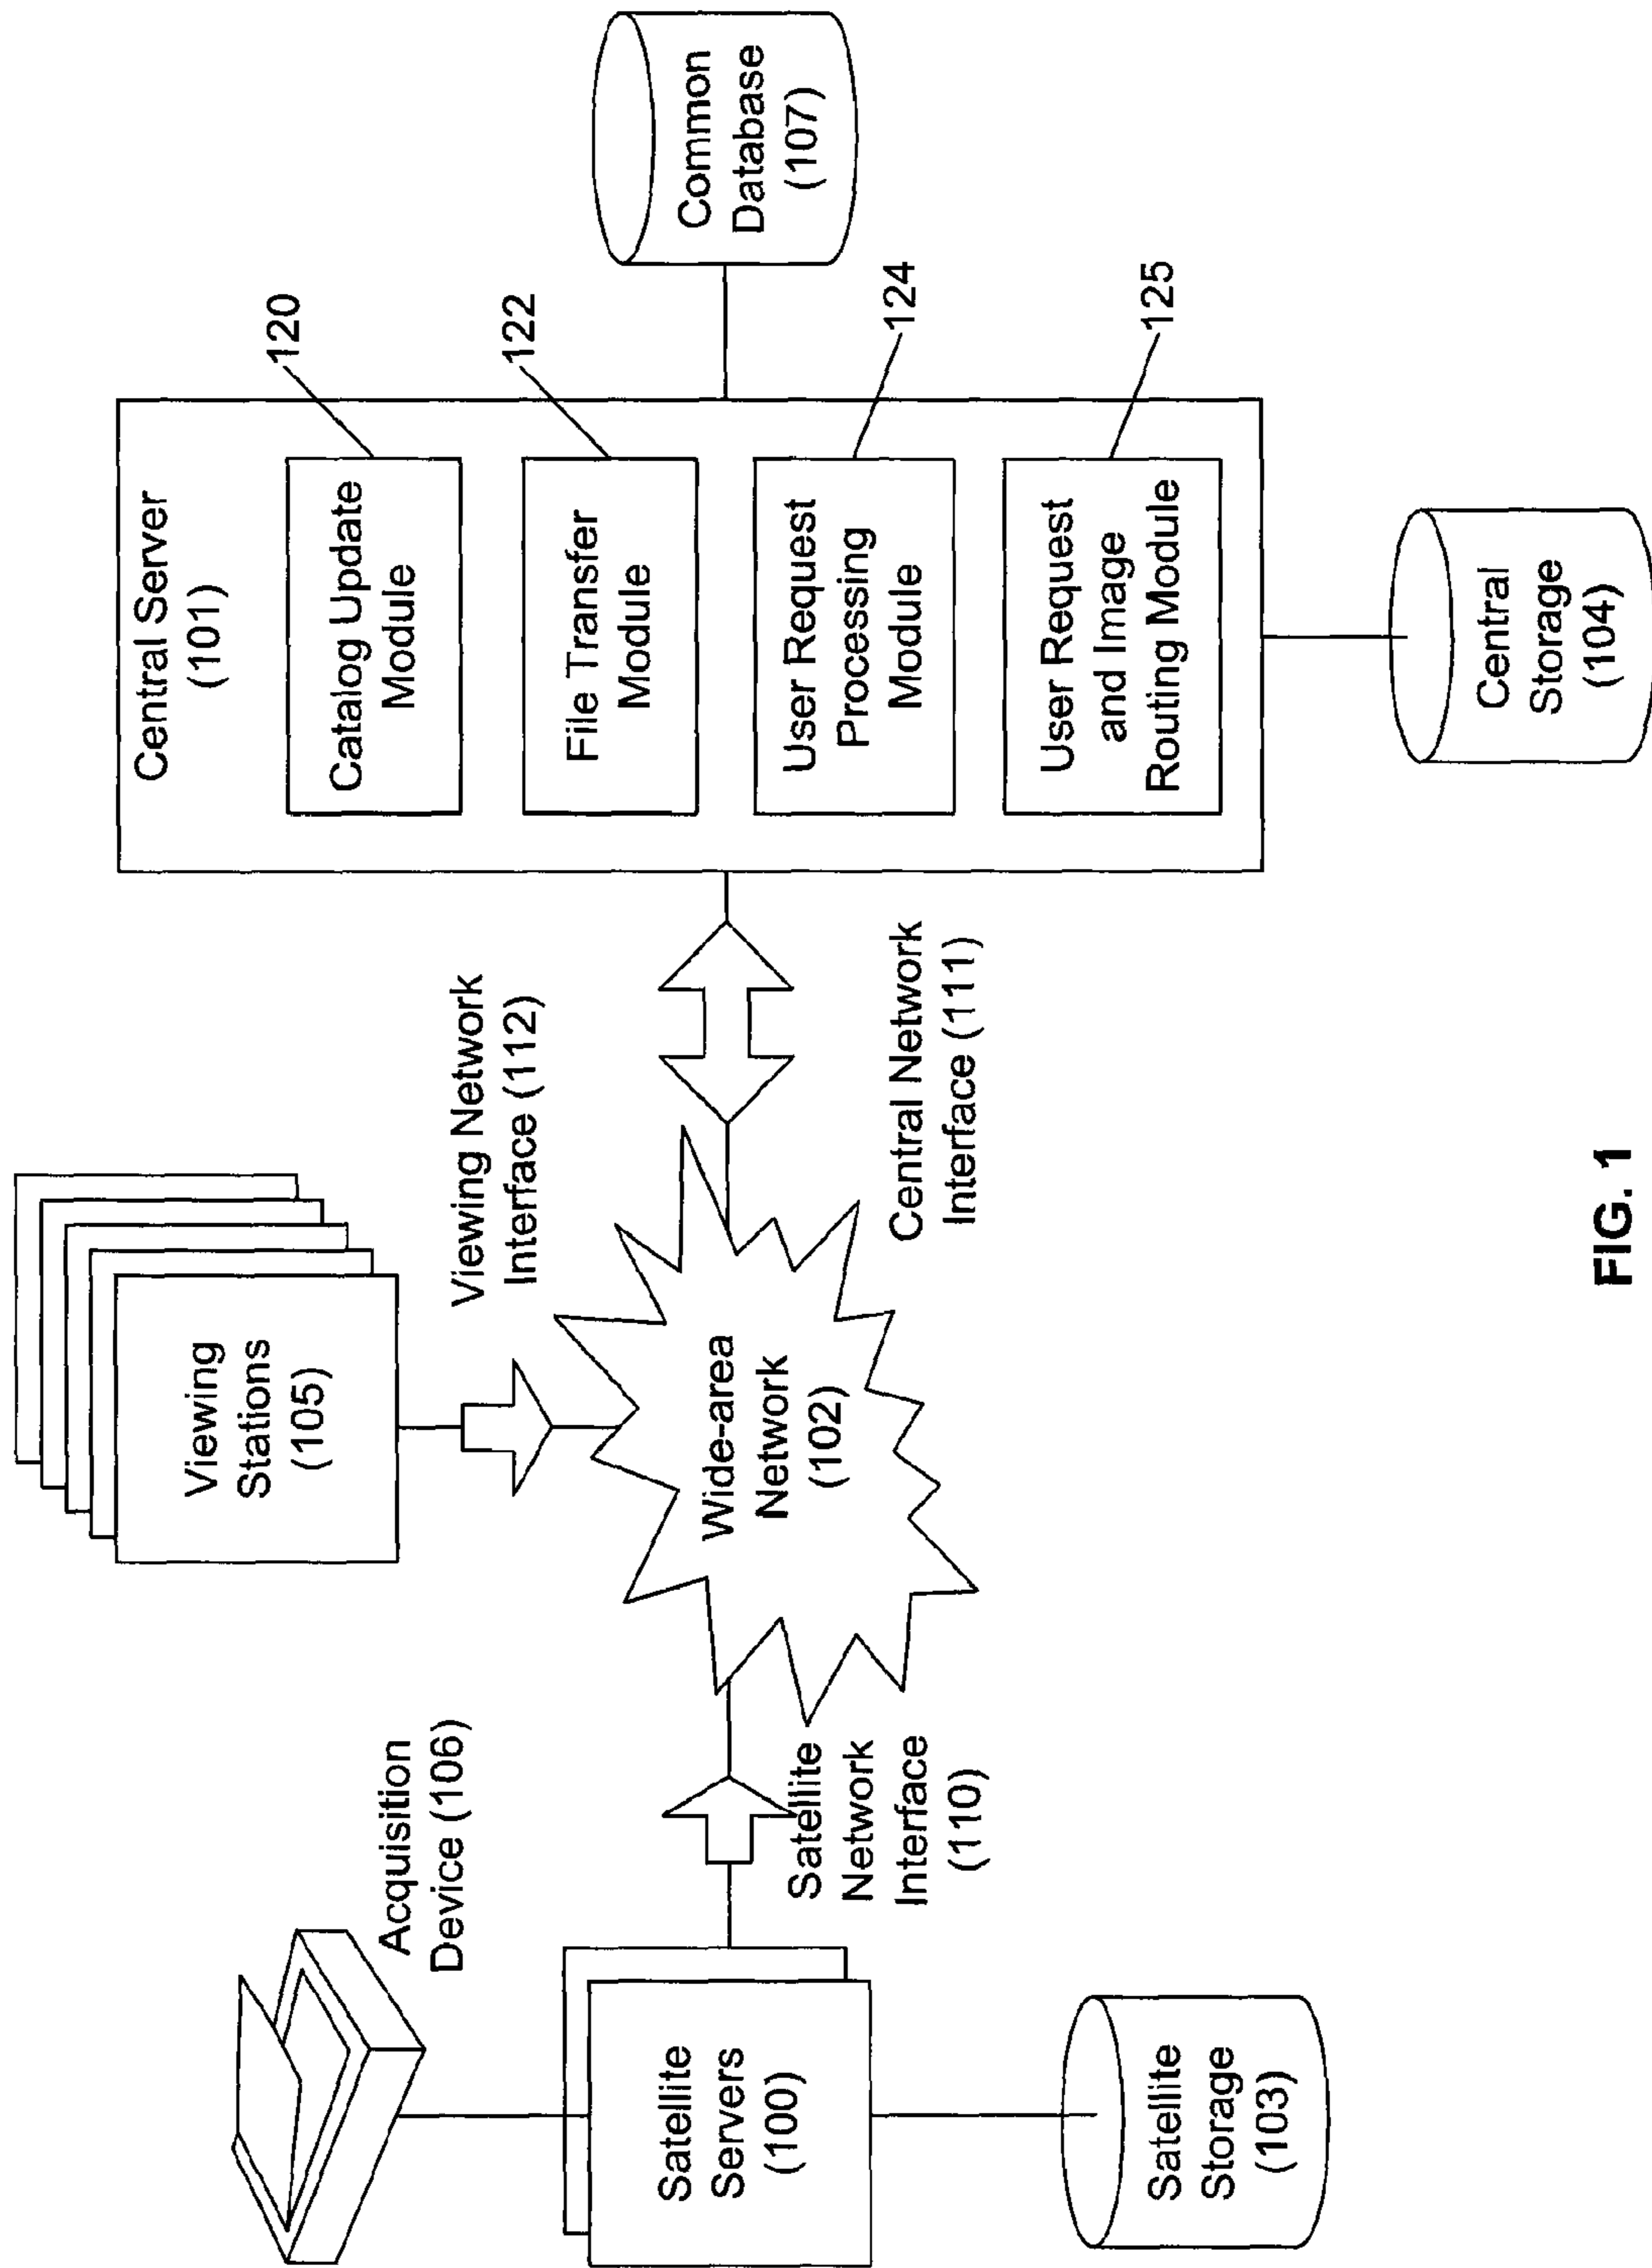 Acquisition
Device (106)
Satellite
Servers
(100)
Satellite
Storage
(103)
Satellite
Network
Interface
(110)
Viewing
Stations
(105)
Viewing Network
Interface (112)
Wide-area
Network
(102)
Central Network
Interface (111)
Central Server
(101)
Catalog Update
Module
120
File Transfer
Module
122
User Request
Processing
Module
124
User Request
and Image
Routing Module
125
Common
Database
(107)
Central
Storage
(104)
FIG. 1